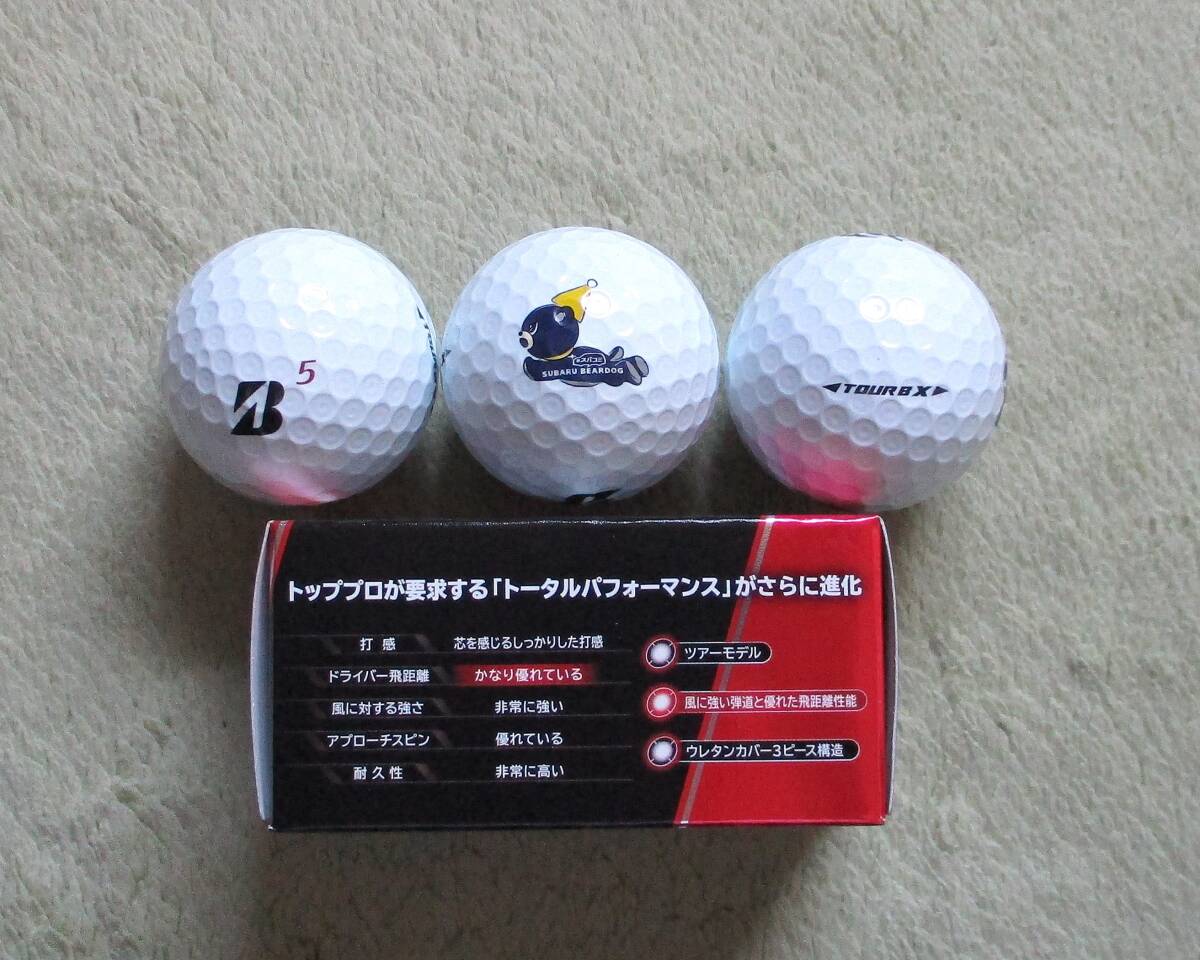 5
B
#スバコミ
SUBARU BEARDOG
TOUR B X
トッププロが要求する「トータルパフォーマンス」がさらに進化
打感 芯を感じるしっかりした打感
ドライバー飛距離 かなり優れている
風に対する強さ 非常に強い
アプローチスピン 優れている
耐久性 非常に高い
ツアーモデル
風に強い弾道と優れた飛距離性能
ウレタンカバー3ピース構造